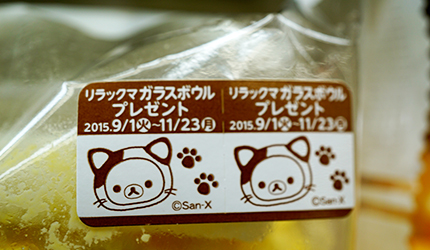 リラックマ ガラスボウル
プレゼント
2015.9/1㊋〜11/23㊊
©San-X
リラックマ ガラスボウル
プレゼント
2015.9/1㊋〜11/23㊊
©San-X